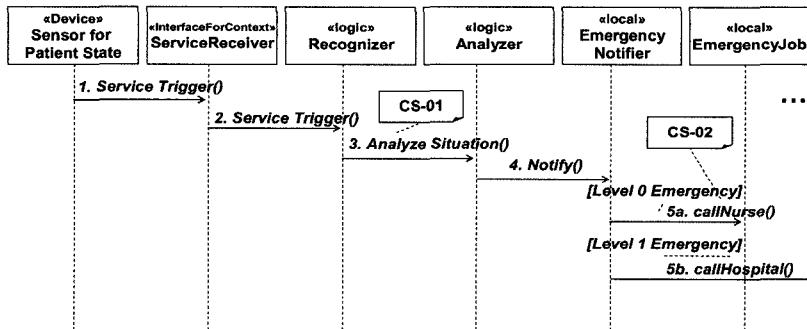 «Device»
Sensor for
Patient State
«InterfaceForContext»
ServiceReceiver
«logic»
Recognizer
«logic»
Analyzer
«local»
Emergency
Notifier
«local»
EmergencyJob
1. Service Trigger()
...
CS-01
2. Service Trigger()
CS-02
3. Analyze Situation()
4. Notify()
[Level 0 Emergency]
5a. callNurse()
[Level 1 Emergency]
5b. callHospital()